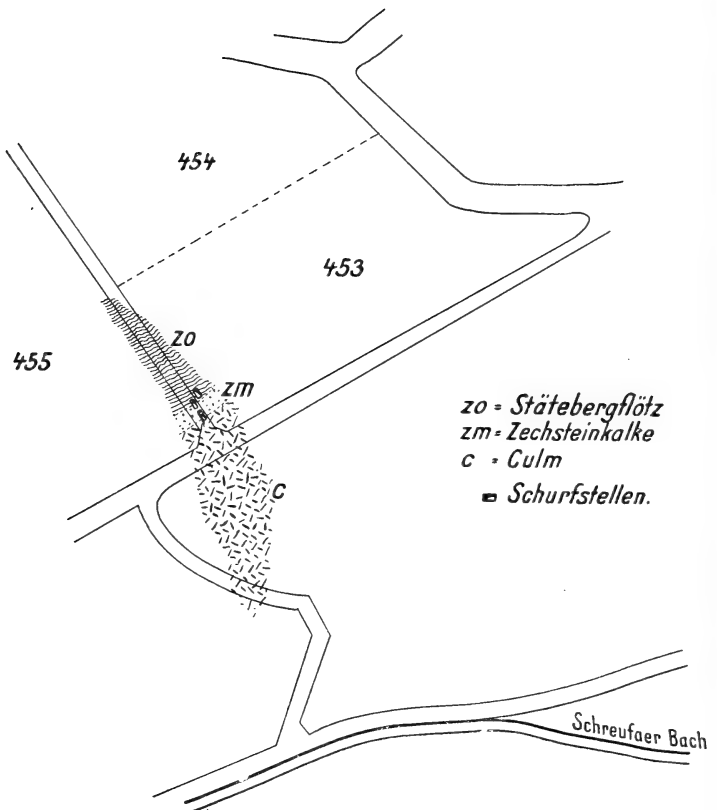 454
453
zo
455
zm
zo = Stätebergflötz
zm = Zechsteinkalke
c = Culm
c
Schurfstellen.
Schreufaer Bach